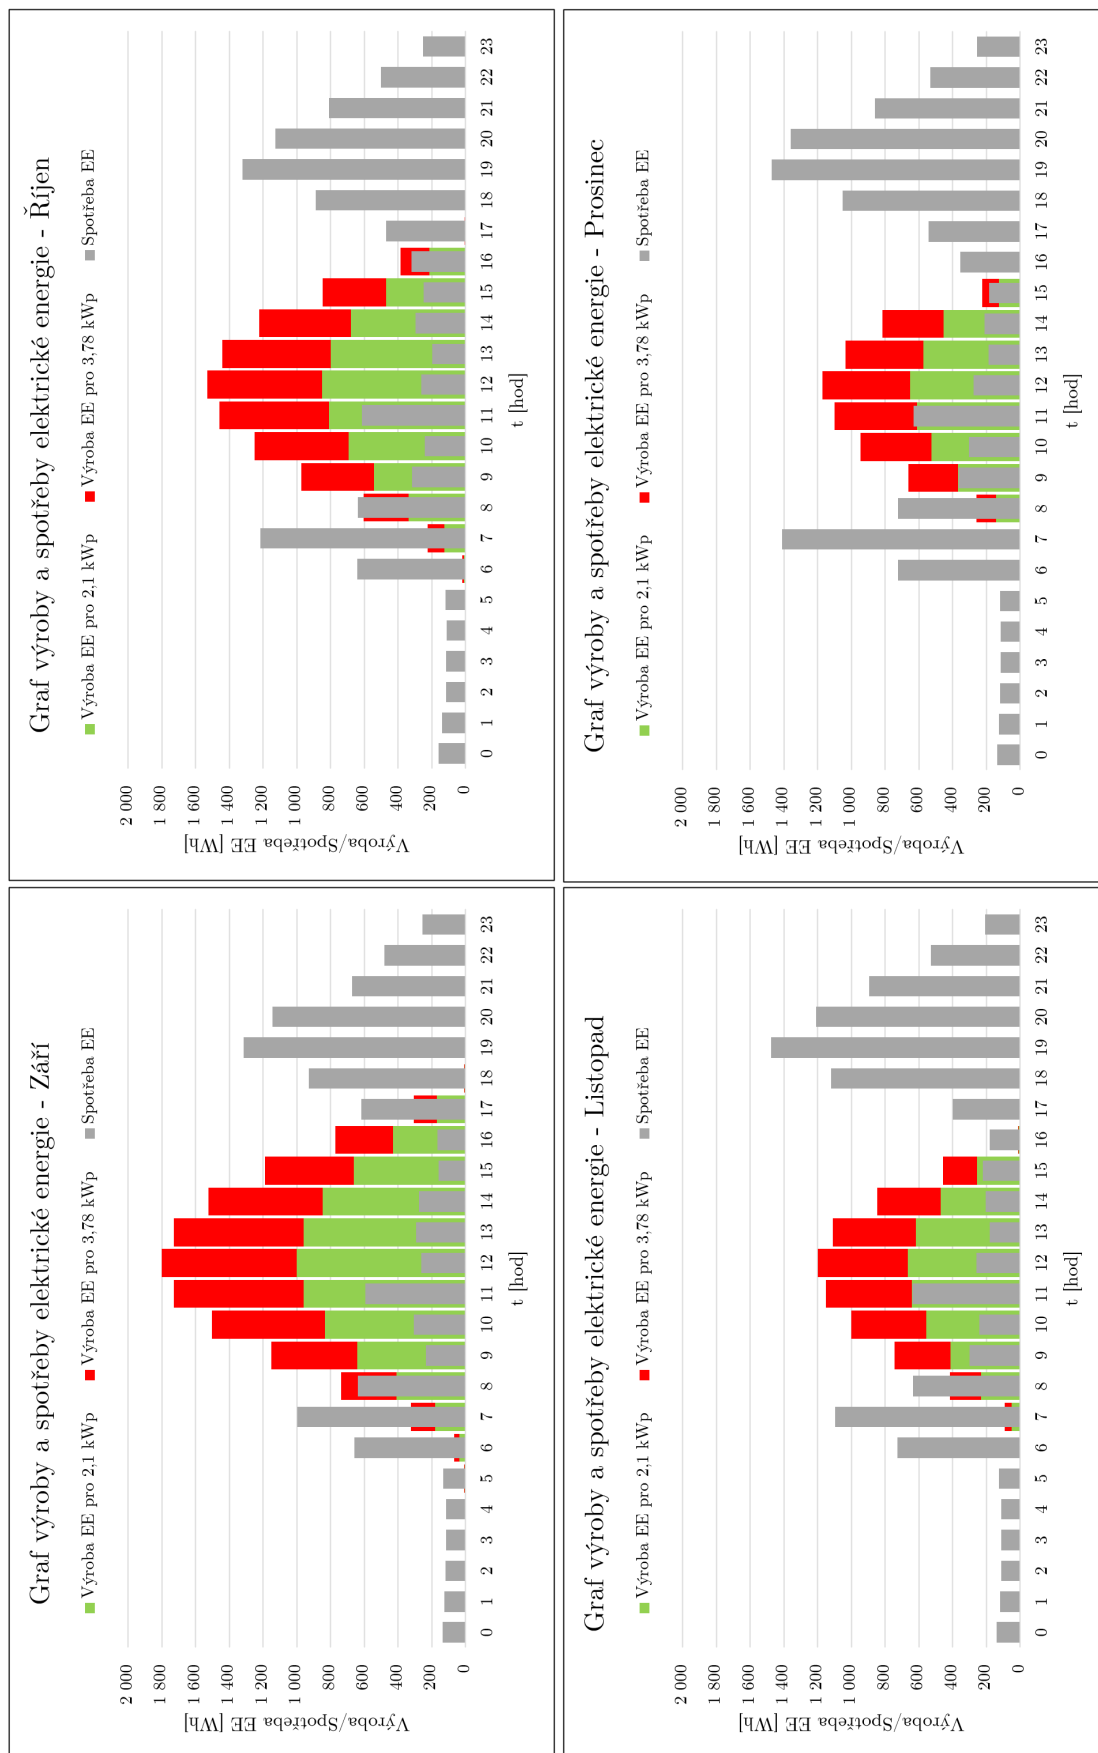 Graf výroby a spotřeby elektrické energie - Září
Výroba EE pro 2,1 kWp Výroba EE pro 3,78 kWp Spotřeba EE
Výroba/Spotřeba EE [Wh]
2 000
1 800
1 600
1 400
1 200
1 000
800
600
400
200
0
0 1 2 3 4 5 6 7 8 9 10 11 12 13 14 15 16 17 18 19 20 21 22 23
t [hod]
Graf výroby a spotřeby elektrické energie - Říjen
Výroba EE pro 2,1 kWp Výroba EE pro 3,78 kWp Spotřeba EE
Výroba/Spotřeba EE [Wh]
2 000
1 800
1 600
1 400
1 200
1 000
800
600
400
200
0
0 1 2 3 4 5 6 7 8 9 10 11 12 13 14 15 16 17 18 19 20 21 22 23
t [hod]
Graf výroby a spotřeby elektrické energie - Listopad
Výroba EE pro 2,1 kWp Výroba EE pro 3,78 kWp Spotřeba EE
Výroba/Spotřeba EE [Wh]
2 000
1 800
1 600
1 400
1 200
1 000
800
600
400
200
0
0 1 2 3 4 5 6 7 8 9 10 11 12 13 14 15 16 17 18 19 20 21 22 23
t [hod]
Graf výroby a spotřeby elektrické energie - Prosinec
Výroba EE pro 2,1 kWp Výroba EE pro 3,78 kWp Spotřeba EE
Výroba/Spotřeba EE [Wh]
2 000
1 800
1 600
1 400
1 200
1 000
800
600
400
200
0
0 1 2 3 4 5 6 7 8 9 10 11 12 13 14 15 16 17 18 19 20 21 22 23
t [hod]